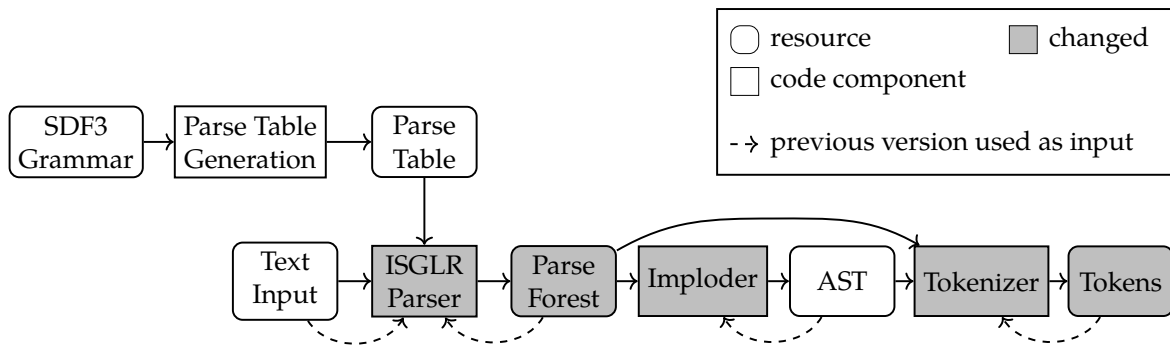 resource
changed
code component
previous version used as input
SDF3
Grammar
Parse Table
Generation
Parse
Table
Text
Input
ISGLR
Parser
Parse
Forest
Imploder
AST
Tokenizer
Tokens